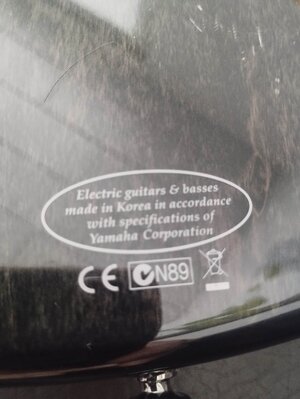 Electric guitars & basses
made in Korea in accordance
with specifications of
Yamaha Corporation
CE N89